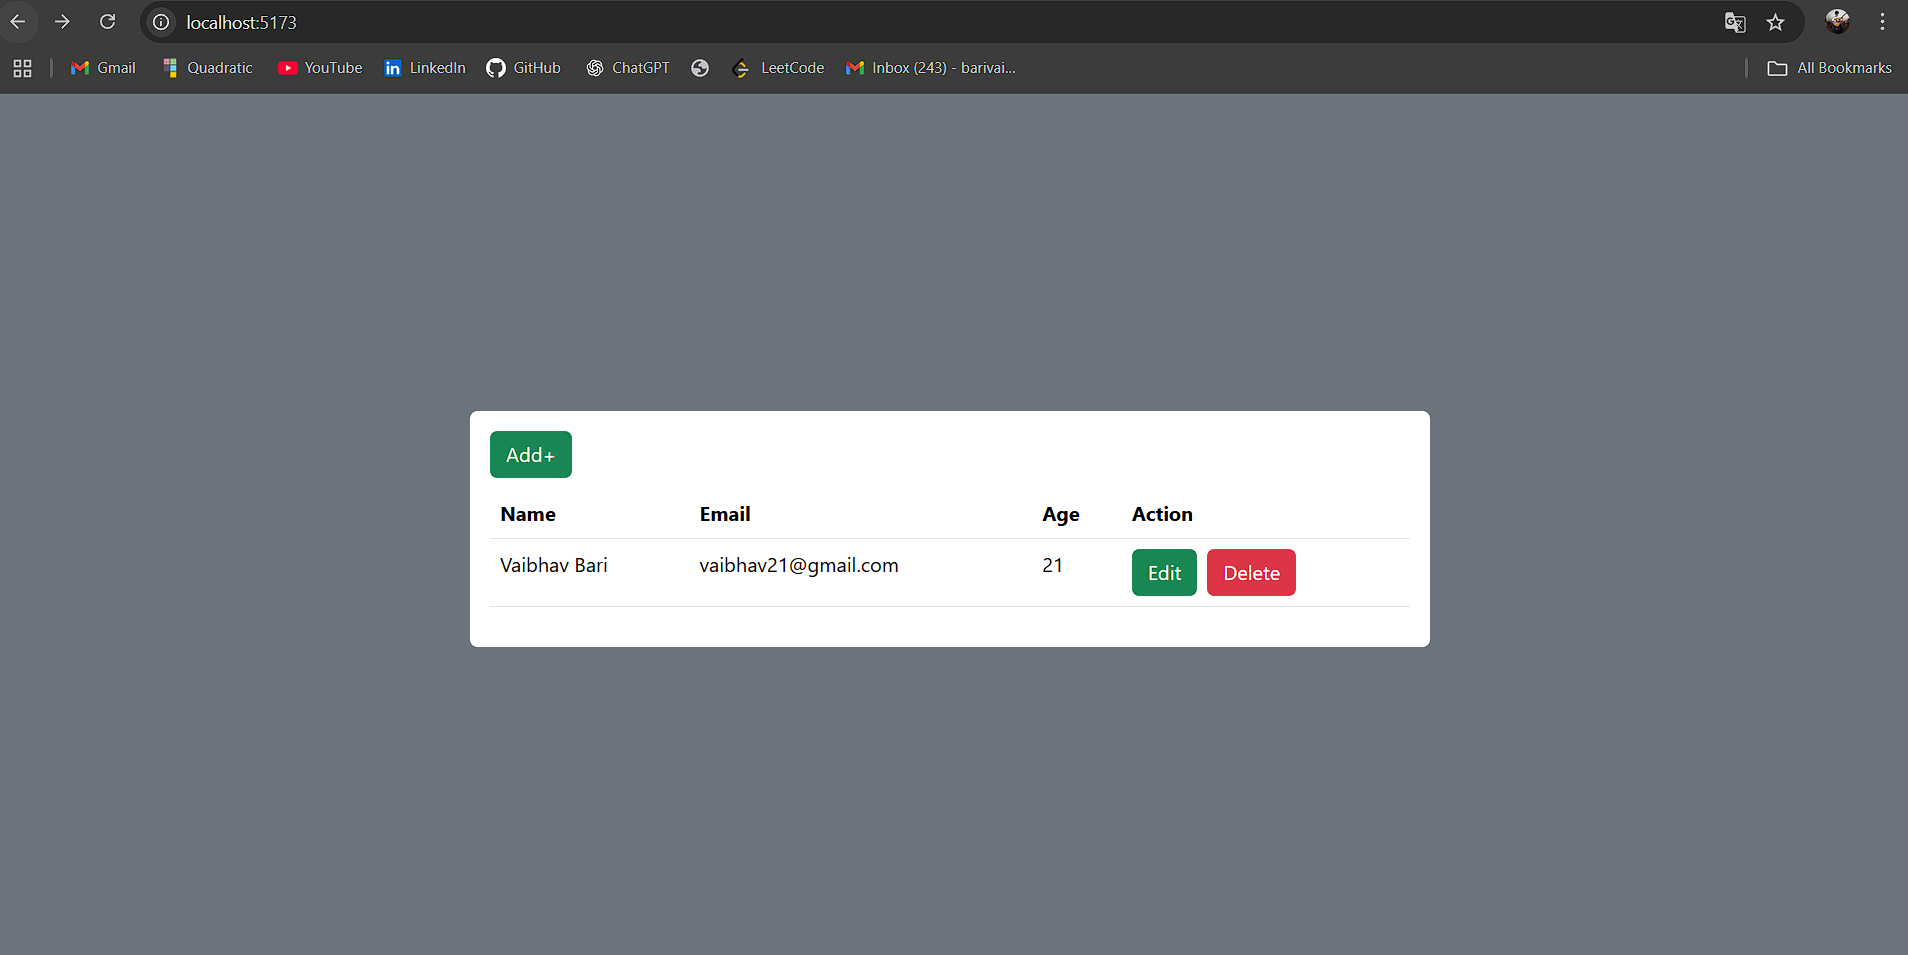 localhost:5173
Gmail Quadratic YouTube LinkedIn GitHub ChatGPT LeetCode Inbox (243) - barivai... All Bookmarks
Add+
Name Email Age Action
Vaibhav Bari vaibhav21@gmail.com 21 Edit Delete